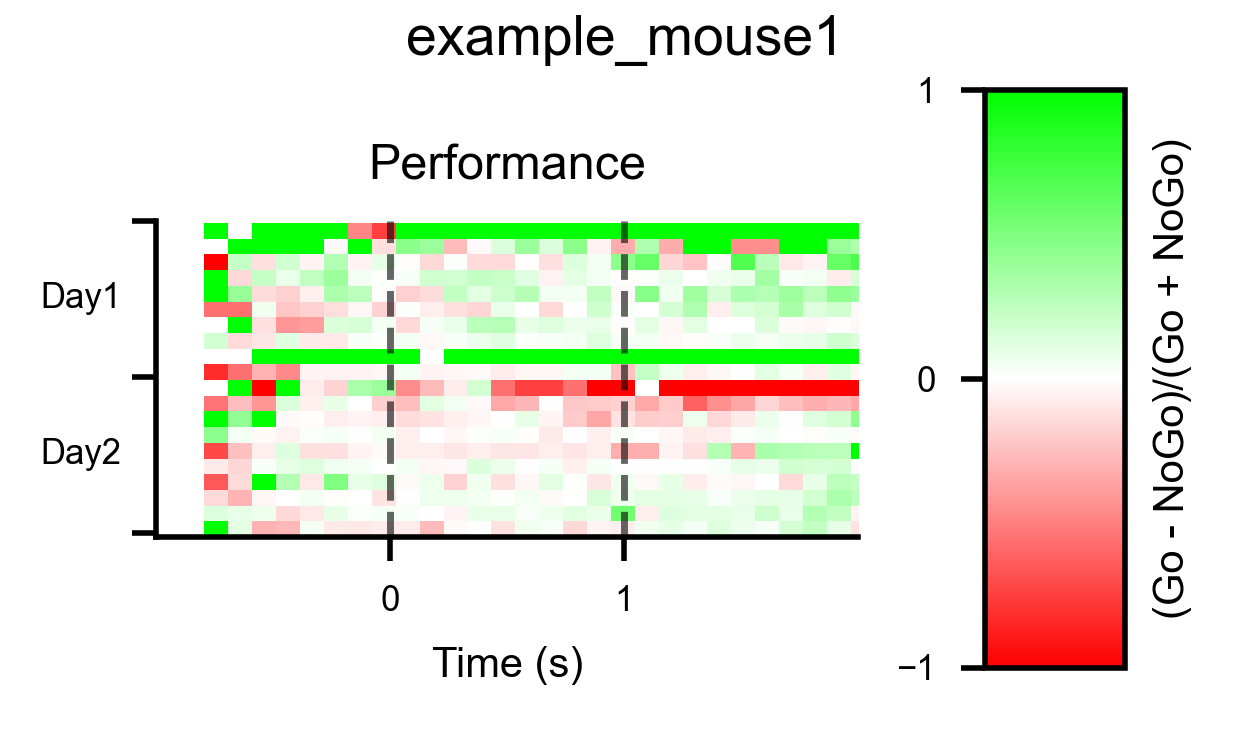 example_mouse1
Performance
Day1
Day2
0
1
Time (s)
1
0
−1
(Go - NoGo)/(Go + NoGo)